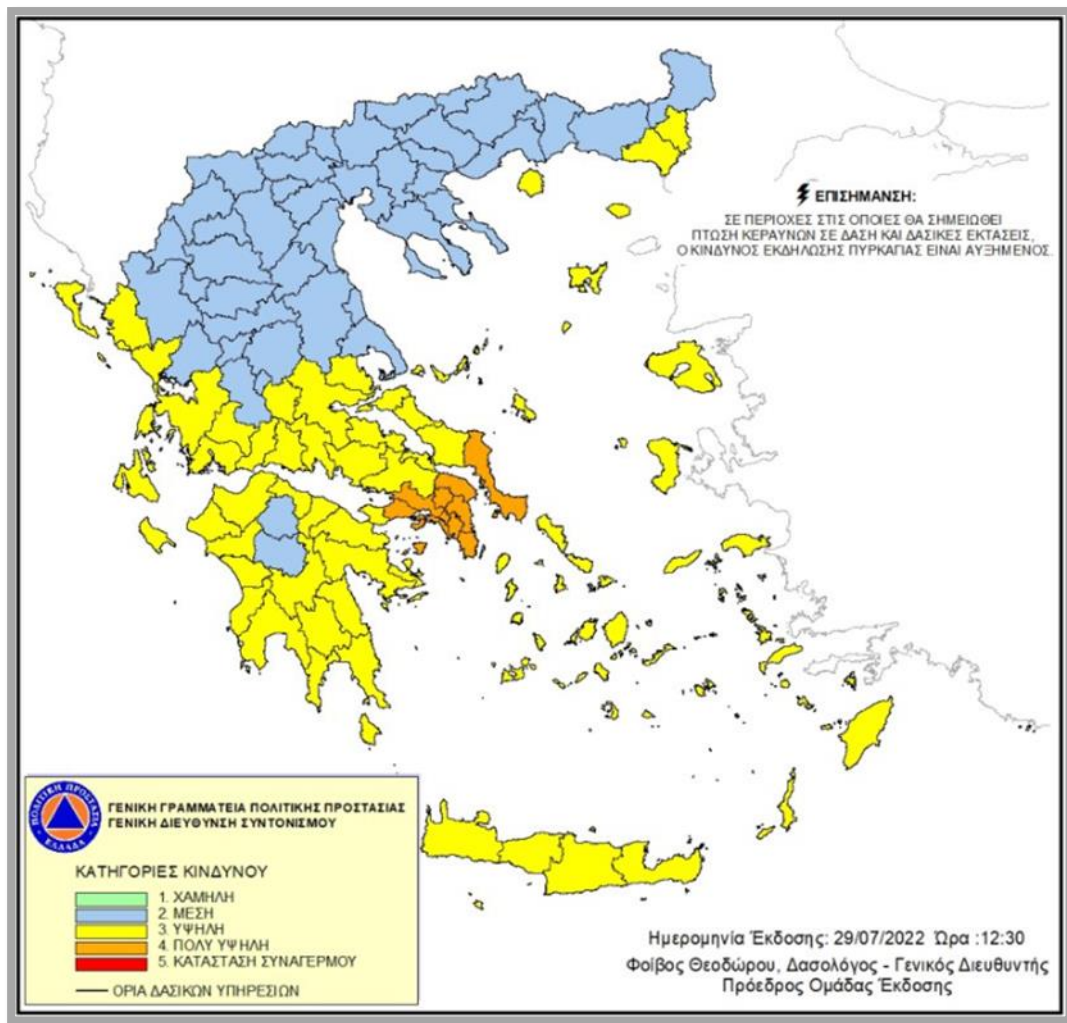 ΕΠΙΣΗΜΑΝΣΗ:
ΣΕ ΠΕΡΙΟΧΕΣ ΣΤΙΣ ΟΠΟΙΕΣ ΘΑ ΣΗΜΕΙΩΘΕΙ
ΠΤΩΣΗ ΚΕΡΑΥΝΩΝ ΣΕ ΔΑΣΗ ΚΑΙ ΔΑΣΙΚΕΣ ΕΚΤΑΣΕΙΣ,
Ο ΚΙΝΔΥΝΟΣ ΕΚΔΗΛΩΣΗΣ ΠΥΡΚΑΓΙΑΣ ΕΙΝΑΙ ΑΥΞΗΜΕΝΟΣ.
ΠΟΛΙΤΙΚΗ ΠΡΟΣΤΑΣΙΑ
ΕΛΛΑΔΑ
ΓΕΝΙΚΗ ΓΡΑΜΜΑΤΕΙΑ ΠΟΛΙΤΙΚΗΣ ΠΡΟΣΤΑΣΙΑΣ
ΓΕΝΙΚΗ ΔΙΕΥΘΥΝΣΗ ΣΥΝΤΟΝΙΣΜΟΥ
ΚΑΤΗΓΟΡΙΕΣ ΚΙΝΔΥΝΟΥ
1. ΧΑΜΗΛΗ
2. ΜΕΣΗ
3. ΥΨΗΛΗ
4. ΠΟΛΥ ΥΨΗΛΗ
5. ΚΑΤΑΣΤΑΣΗ ΣΥΝΑΓΕΡΜΟΥ
ΟΡΙΑ ΔΑΣΙΚΩΝ ΥΠΗΡΕΣΙΩΝ
Ημερομηνία Έκδοσης: 29/07/2022 Ώρα :12:30
Φοίβος Θεοδώρου, Δασολόγος - Γενικός Διευθυντής
Πρόεδρος Ομάδας Έκδοσης